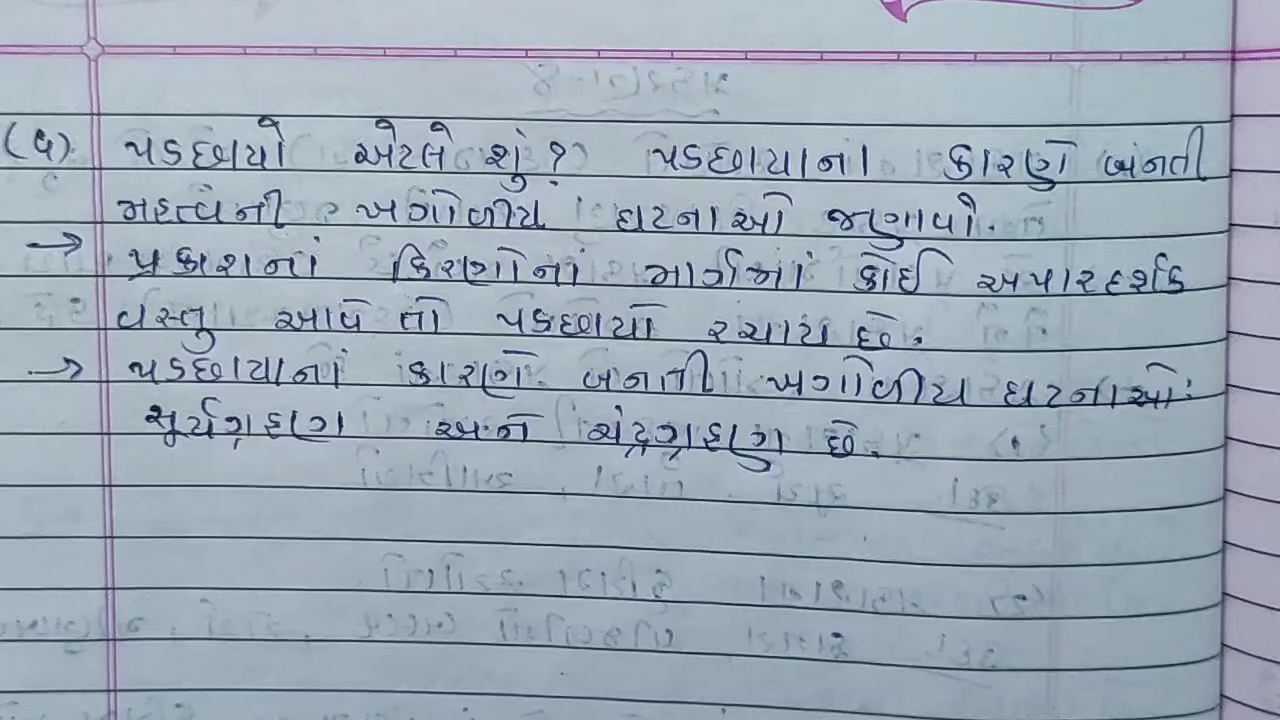 (૫) પડછાયો એટલે શું? પડછાયાના કારણે બનતી
મહત્વની ખગોળીય ઘટનાઓ જણાવો.
→ પ્રકાશનાં કિરણોનાં માર્ગમાં કોઈ અપારદર્શક
વસ્તુ આવે તો પડછાયો રચાય છે.
→ પડછાયાનાં કારણે બનતી ખગોળીય ઘટનાઓ:
સૂર્યગ્રહણ અને ચંદ્રગ્રહણ છે.